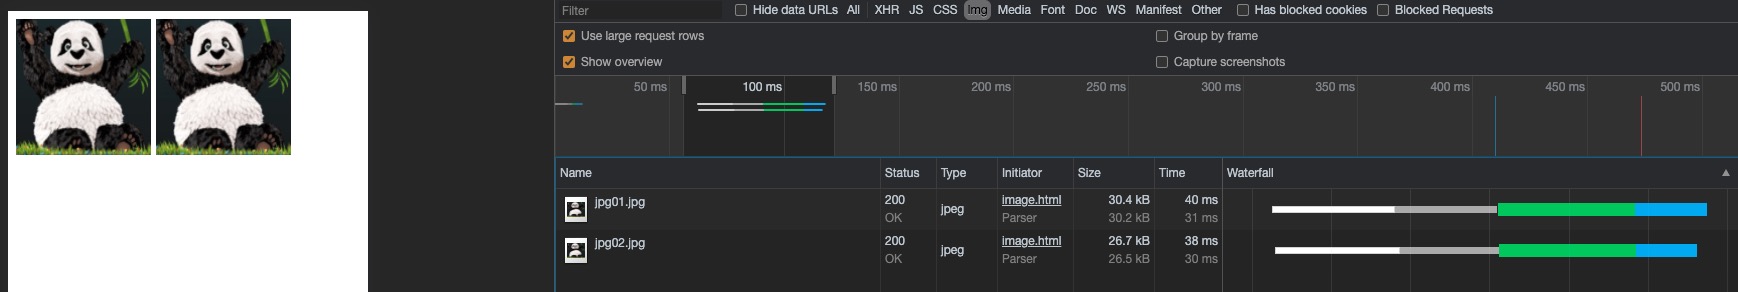 Filter
Hide data URLs All XHR JS CSS Img Media Font Doc WS Manifest Other Has blocked cookies Blocked Requests
Use large request rows Group by frame
Show overview Capture screenshots
50 ms 100 ms 150 ms 200 ms 250 ms 300 ms 350 ms 400 ms 450 ms 500 ms
Name Status Type Initiator Size Time Waterfall
jpg01.jpg 200 jpeg image.html 30.4 kB 40 ms
OK Parser 30.2 kB 31 ms
jpg02.jpg 200 jpeg image.html 26.7 kB 38 ms
OK Parser 26.5 kB 30 ms